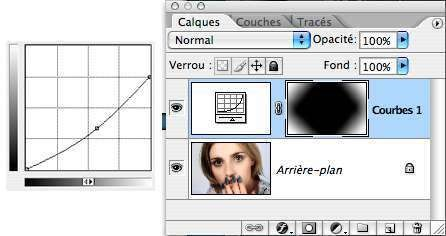 Calques Couches Tracés
Normal Opacité: 100%
Verrou : Fond : 100%
Courbes 1
Arrière-plan